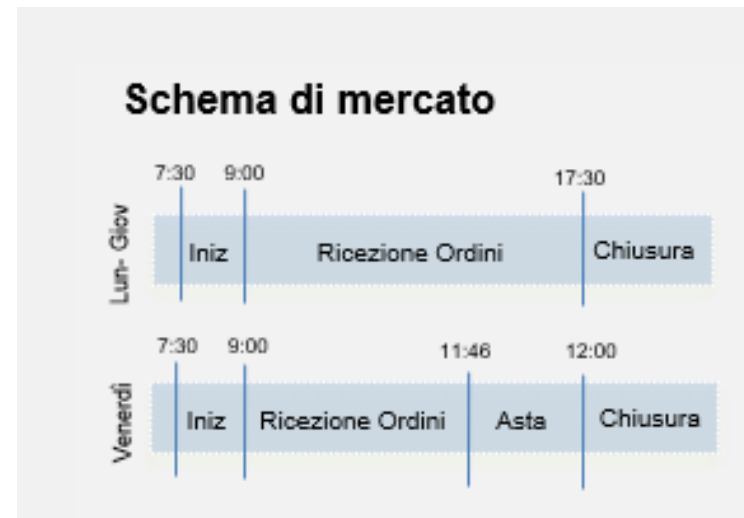 Schema di mercato
7:30 9:00 17:30
Lun- Giov
Iniz Ricezione Ordini Chiusura
7:30 9:00 11:46 12:00
Venerdì
Iniz Ricezione Ordini Asta Chiusura